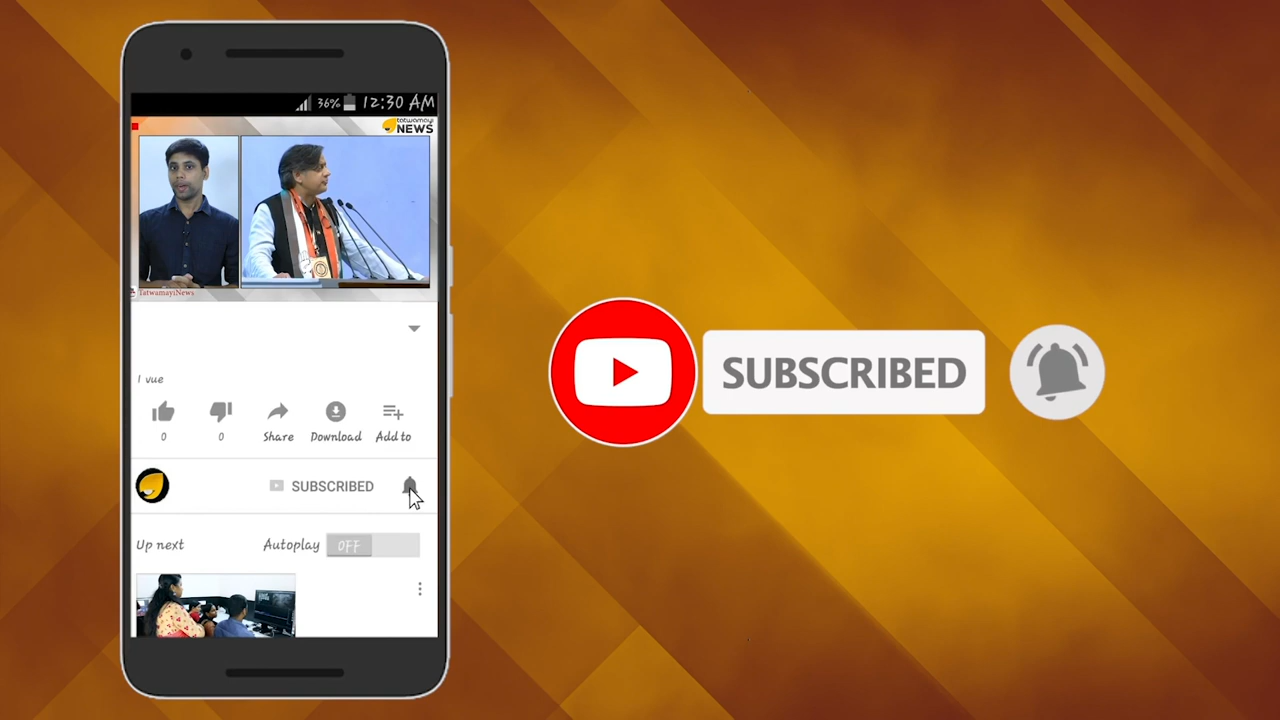 36% 12:30 AM
tatwamayi
NEWS
TatwamayiNews
1 vue
0 0 Share Download Add to
SUBSCRIBED
Up next Autoplay OFF
SUBSCRIBED